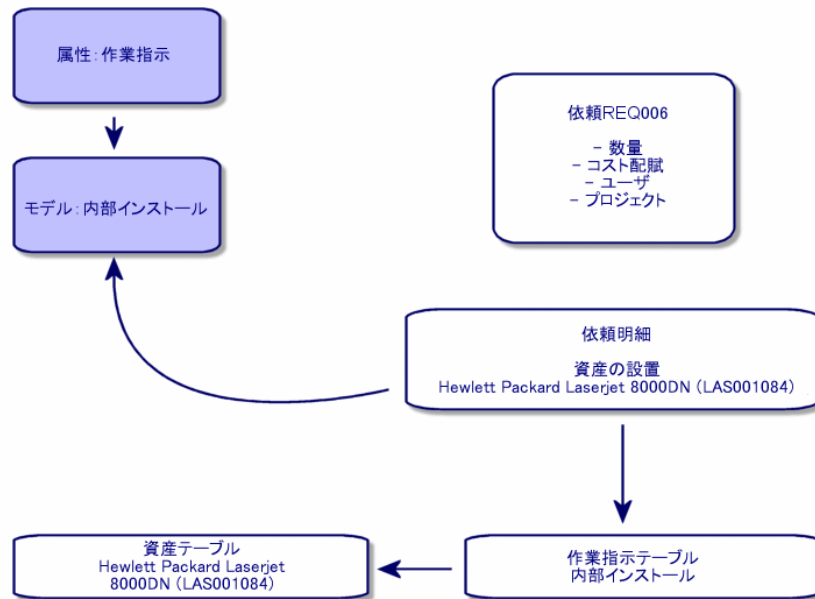 属性：作業指示
モデル：内部インストール
依頼REQ006
– 数量
– コスト配賦
– ユーザ
– プロジェクト
依頼明細
資産の設置
Hewlett Packard Laserjet 8000DN (LAS001084)
資産テーブル
Hewlett Packard Laserjet
8000DN (LAS001084)
作業指示テーブル
内部インストール